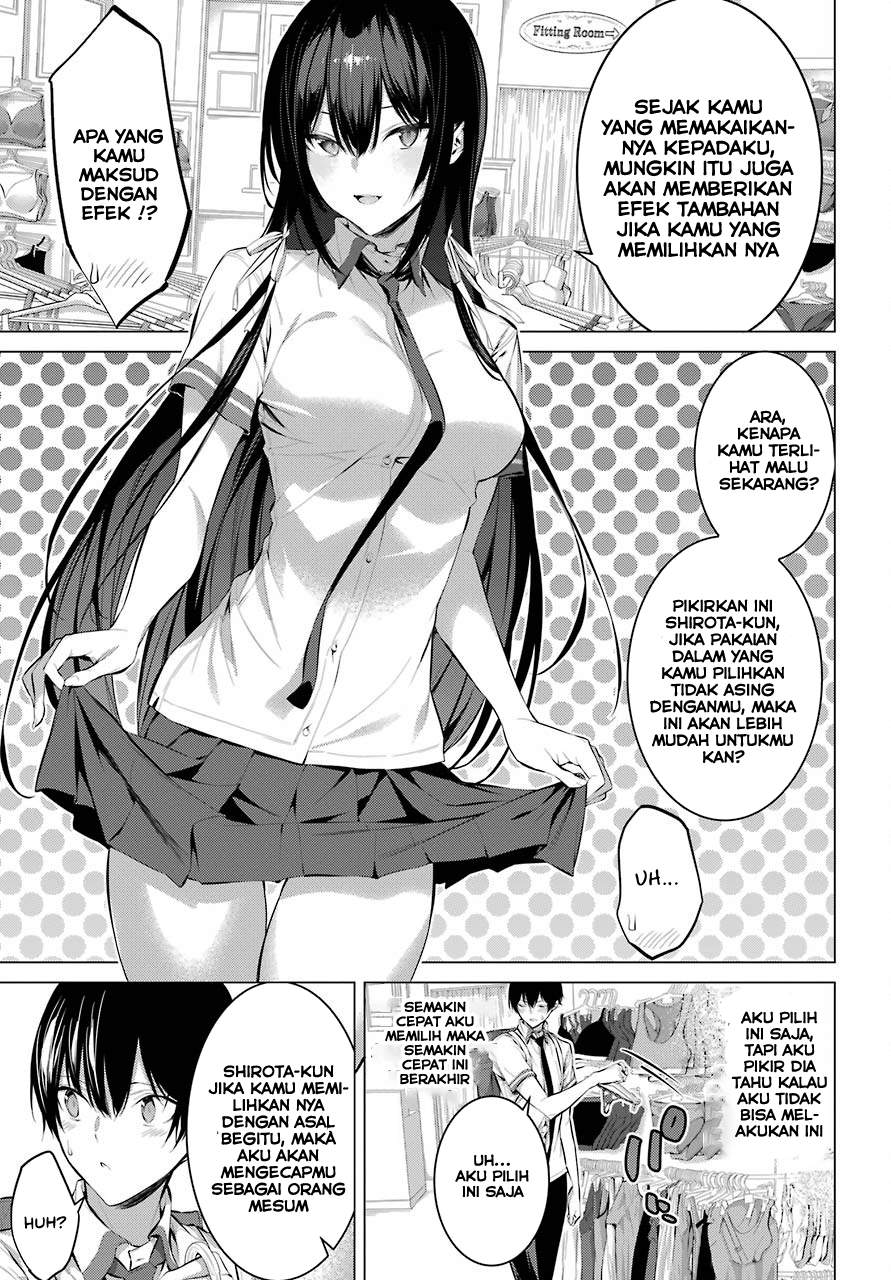 Fitting Room⇒
SEJAK KAMU
YANG MEMAKAIKAN-
NYA KEPADAKU,
MUNGKIN ITU JUGA
AKAN MEMBERIKAN
EFEK TAMBAHAN
JIKA KAMU YANG
MEMILIHKAN NYA
APA YANG
KAMU
MAKSUD
DENGAN
EFEK !?
ARA,
KENAPA
KAMU TERLI-
HAT MALU
SEKARANG?
PIKIRKAN INI
SHIROTA-KUN,
JIKA PAKAIAN
DALAM YANG
KAMU PILIHKAN
TIDAK ASING
DENGANMU, MAKA
INI AKAN LEBIH
MUDAH UNTUKMU
KAN?
UH...
AKU PILIH
INI SAJA,
TAPI AKU
PIKIR DIA
TAHU KALAU
AKU TIDAK
BISA MEL-
AKUKAN INI
SEMAKIN
CEPAT AKU
MEMILIH MAKA
SEMAKIN
CEPAT INI
BERAKHIR
UH...
AKU PILIH
INI SAJA
SHIROTA-KUN
JIKA KAMU MEMI-
LIHKAN NYA
DENGAN ASAL
BEGITU, MAKA
AKU AKAN
MENGECAPMU
SEBAGAI ORANG
MESUM
HUH?